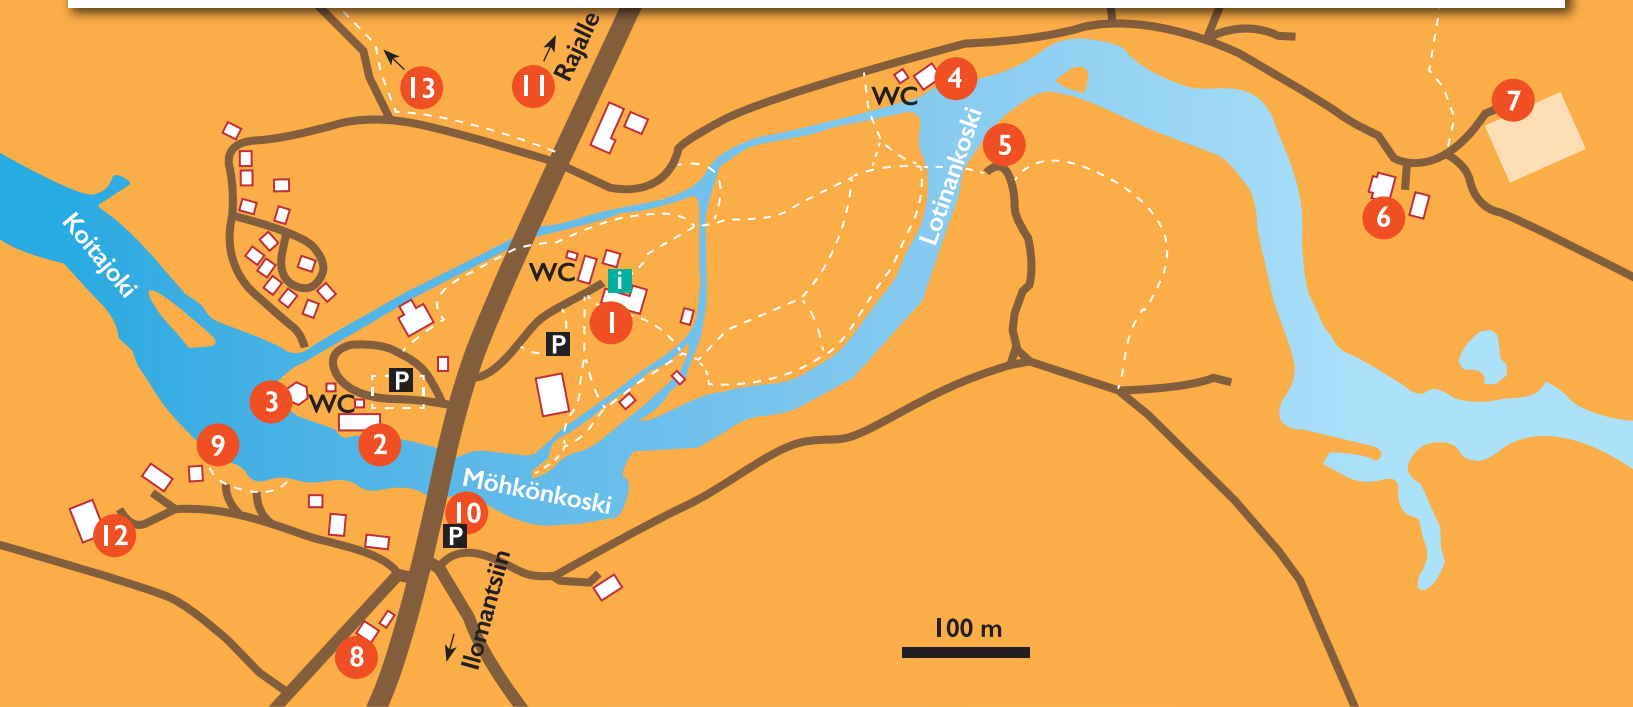 Rajalle
11
13
4
WC
7
5
Lotinankoski
6
Koitajoki
WC
i
1
P
P
3
WC
2
9
Möhkönkoski
10
P
12
Ilomantsiin
8
100 m